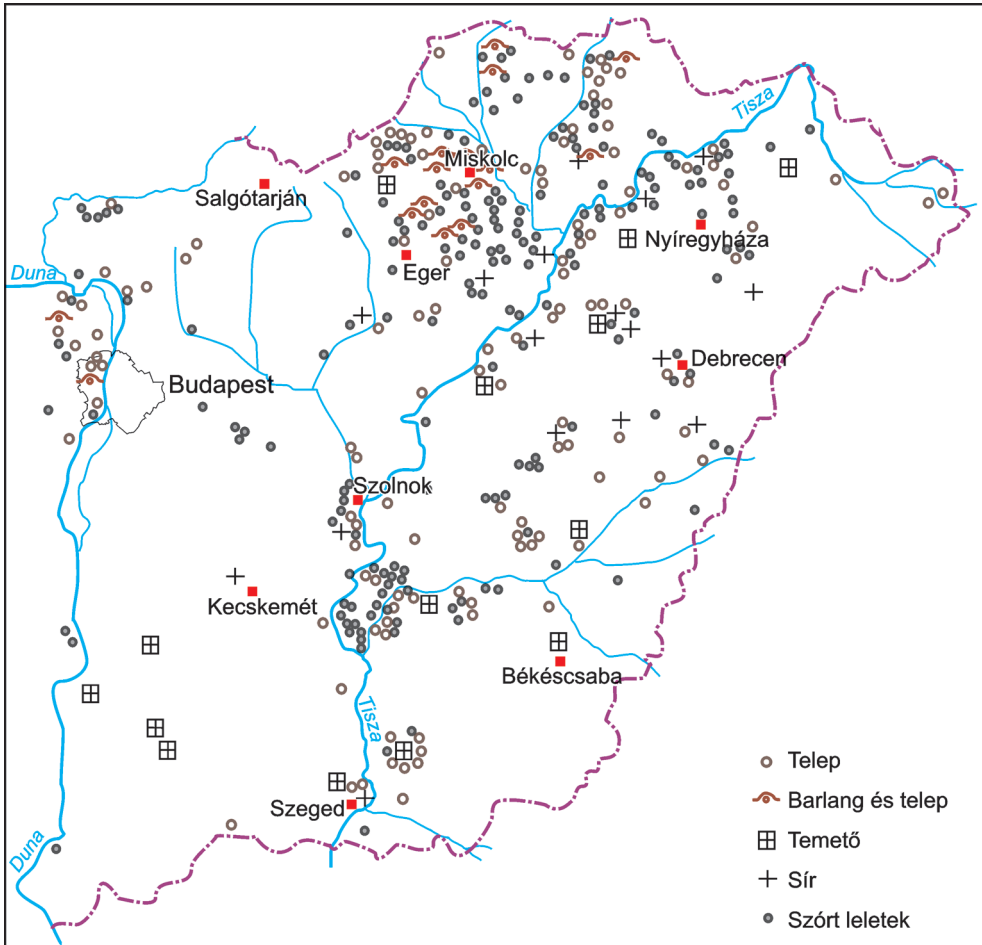 Tisza
Miskolc
Salgótarján
Nyíregyháza
Eger
Duna
Debrecen
Budapest
Szolnok
Kecskemét
Békéscsaba
Tisza
Szeged
Duna
Telep
Barlang és telep
Temető
Sír
Szórt leletek